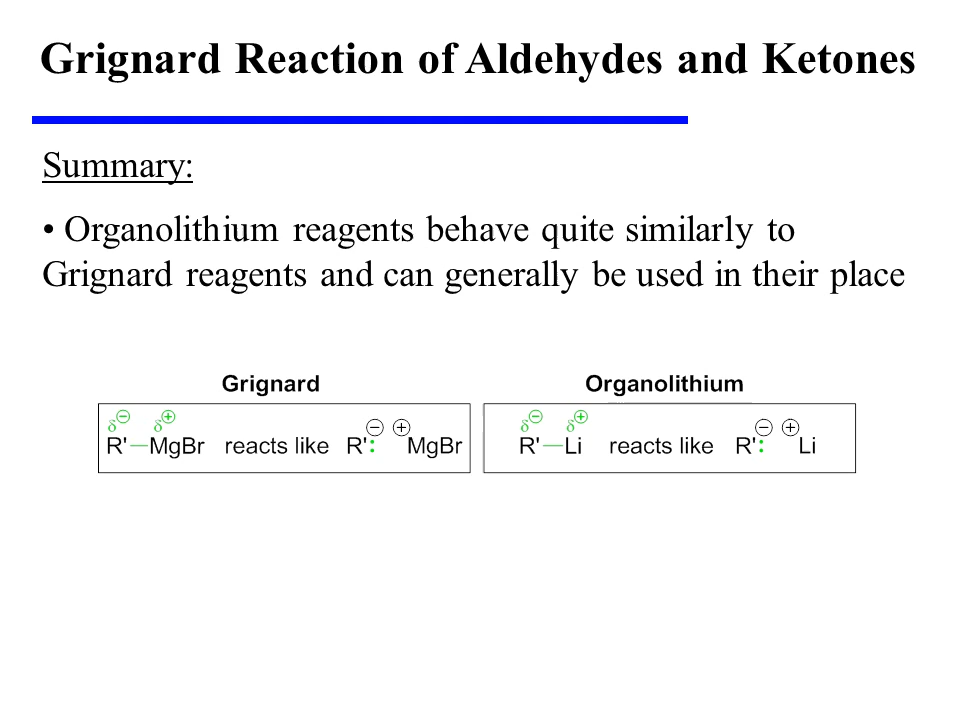 Grignard Reaction of Aldehydes and Ketones
Summary:
• Organolithium reagents behave quite similarly to
Grignard reagents and can generally be used in their place
Grignard
δ⊖ δ⊕
R'—MgBr reacts like R':⊖ ⊕MgBr
Organolithium
δ⊖ δ⊕
R'—Li reacts like R':⊖ ⊕Li